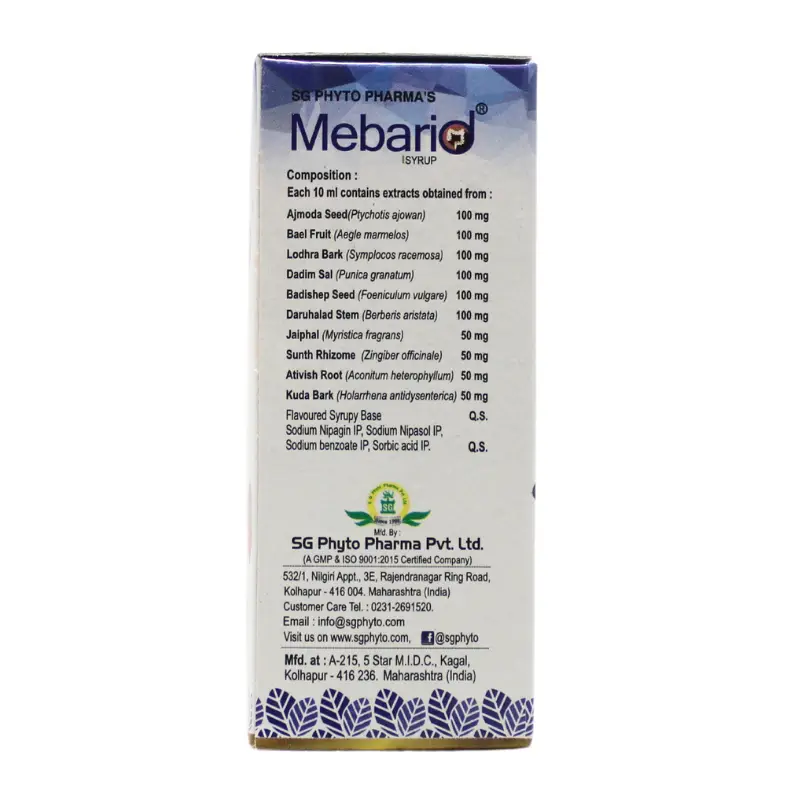 SG PHYTO PHARMA'S
Mebarid®
SYRUP
Composition :
Each 10 ml contains extracts obtained from :
Ajmoda Seed(Ptychotis ajowan) 100 mg
Bael Fruit (Aegle marmelos) 100 mg
Lodhra Bark (Symplocos racemosa) 100 mg
Dadim Sal (Punica granatum) 100 mg
Badishep Seed (Foeniculum vulgare) 100 mg
Daruhalad Stem (Berberis aristata) 100 mg
Jaiphal (Myristica fragrans) 50 mg
Sunth Rhizome (Zingiber officinale) 50 mg
Ativish Root (Aconitum heterophyllum) 50 mg
Kuda Bark (Holarrhena antidysenterica) 50 mg
Flavoured Syrupy Base Q.S.
Sodium Nipagin IP, Sodium Nipasol IP,
Sodium benzoate IP, Sorbic acid IP. Q.S.
SG
Mfd. By :
SG Phyto Pharma Pvt. Ltd.
(A GMP & ISO 9001:2015 Certified Company)
532/1, Nilgiri Appt., 3E, Rajendranagar Ring Road,
Kolhapur - 416 004. Maharashtra (India)
Customer Care Tel. : 0231-2691520.
Email : info@sgphyto.com
Visit us on www.sgphyto.com, f @sgphyto
Mfd. at : A-215, 5 Star M.I.D.C., Kagal,
Kolhapur - 416 236. Maharashtra (India)